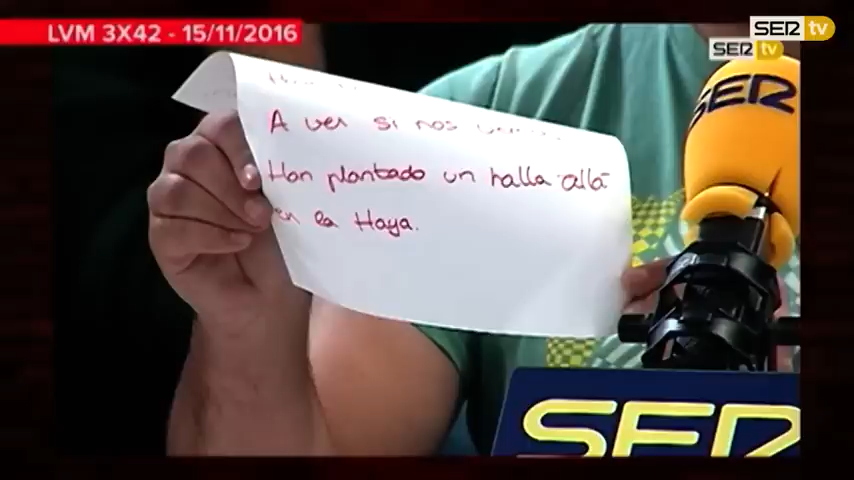 LVM 3X42 - 15/11/2016
SER tv
SER tv
SER
A ver si nos
Han plantado un halla allá
en la Haya.
SER